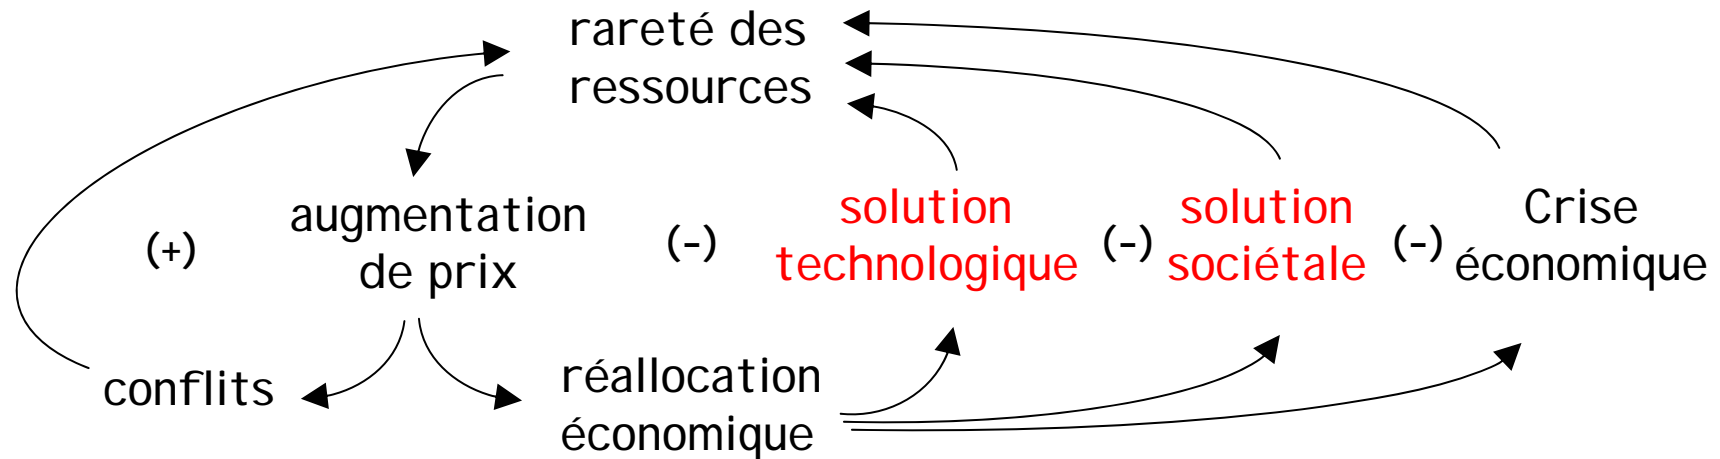 rareté des
ressources
augmentation
de prix
(+)
(-)
solution
technologique
(-)
solution
sociétale
(-)
Crise
économique
conflits
réallocation
économique